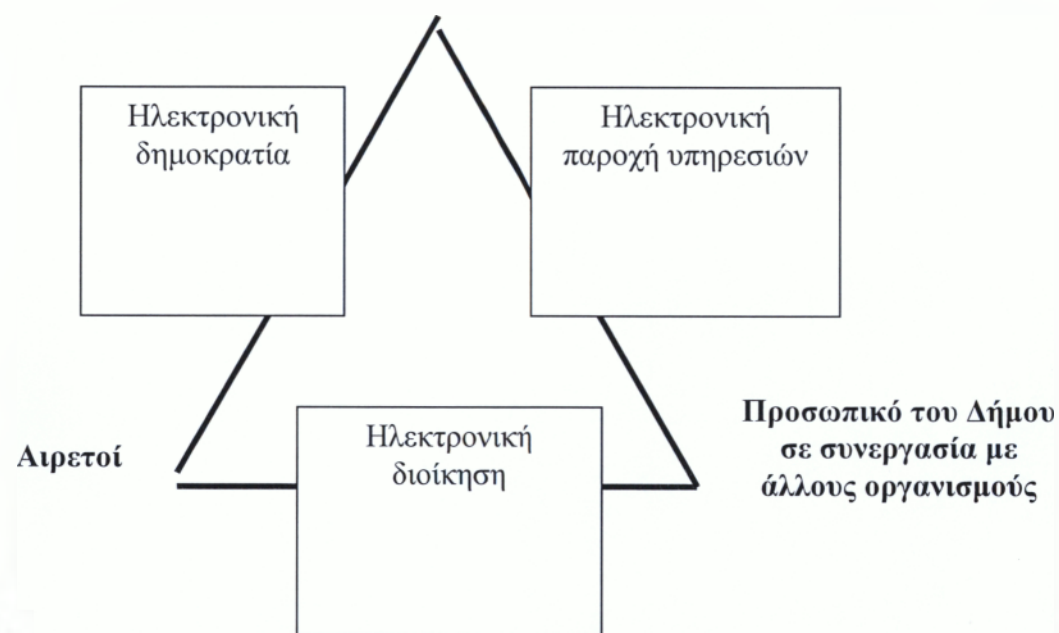 Ηλεκτρονική
δημοκρατία
Ηλεκτρονική
παροχή υπηρεσιών
Αιρετοί
Ηλεκτρονική
διοίκηση
Προσωπικό του Δήμου
σε συνεργασία με
άλλους οργανισμούς